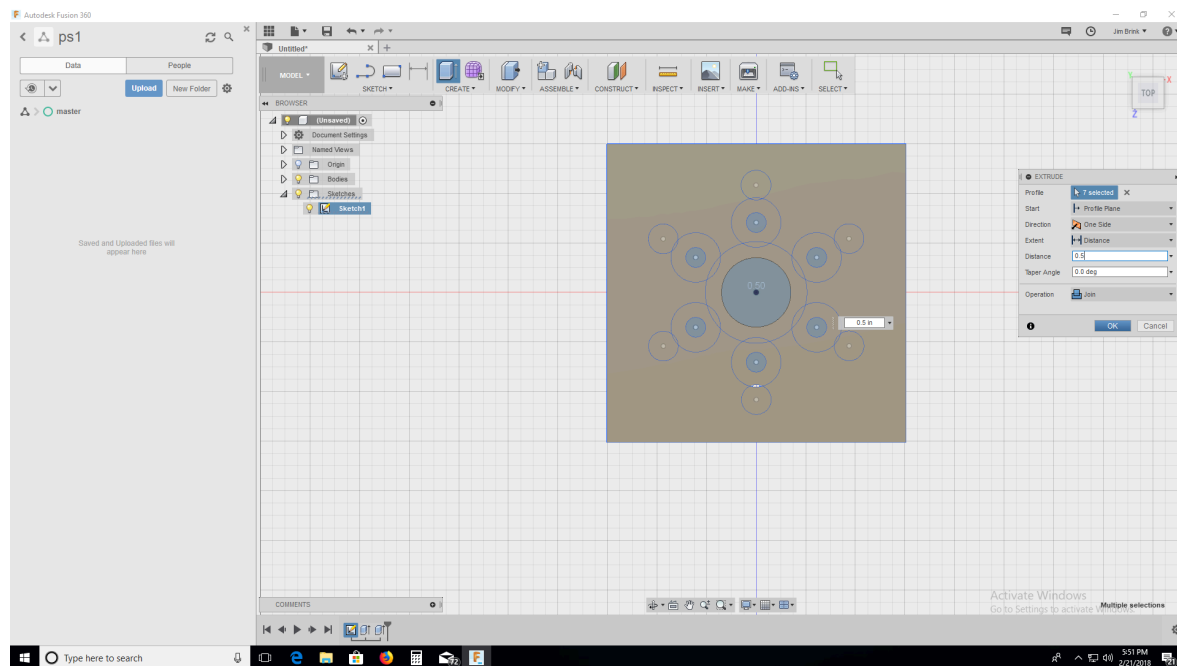 Autodesk Fusion 360
ps1
Data People
Upload New Folder
master
Saved and Uploaded files will
appear here
Jim Brink
Untitled*
MODEL
SKETCH CREATE MODIFY ASSEMBLE CONSTRUCT INSPECT INSERT MAKE ADD-INS SELECT
BROWSER
(Unsaved)
Document Settings
Named Views
Origin
Bodies
Sketches
Sketch1
X
TOP
Z
EXTRUDE
Profile 7 selected
Start Profile Plane
Direction One Side
Extent Distance
Distance 0.5
Taper Angle 0.0 deg
Operation Join
OK Cancel
0.50
0.5 in
COMMENTS
Activate Windows
Go to Settings to activate
Multiple selections
Type here to search
72
5:51 PM
2/21/2018
21